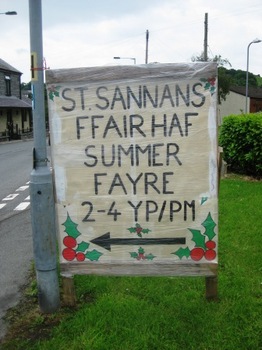 ST. SANNANS
FFAIR HAF
SUMMER
FAYRE
2-4 YP/PM